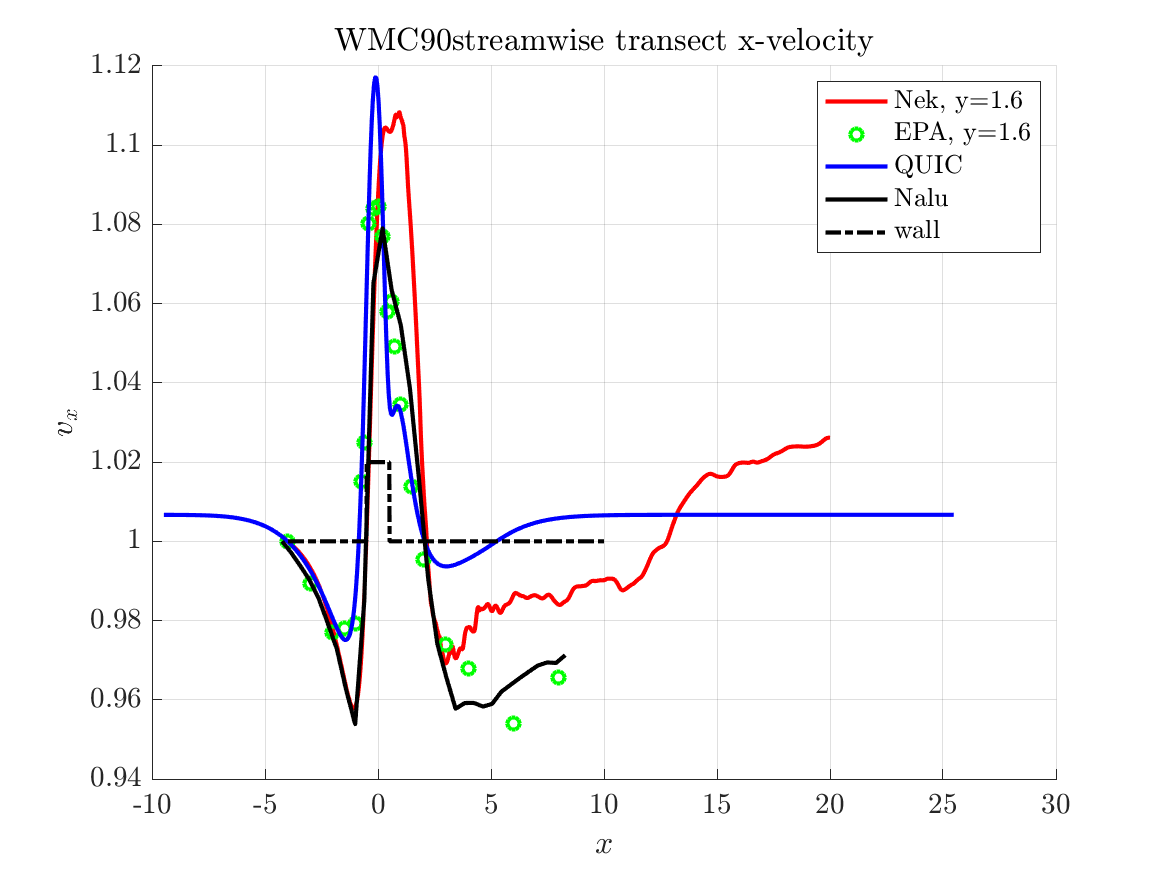 WMC90streamwise transect x-velocity
1.12
1.1
1.08
1.06
1.04
1.02
1
0.98
0.96
0.94
v_x
Nek, y=1.6
EPA, y=1.6
QUIC
Nalu
wall
-10 -5 0 5 10 15 20 25 30
x